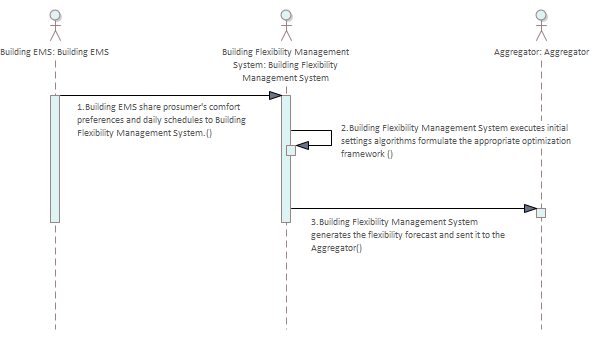 Building EMS: Building EMS
Building Flexibility Management
System: Building Flexibility
Management System
Aggregator: Aggregator
1.Building EMS share prosumer's comfort
preferences and daily schedules to Building
Flexibility Management System.()
2.Building Flexibility Management System executes initial
settings algorithms formulate the appropriate optimization
framework ()
3.Building Flexibility Management System
generates the flexibility forecast and sent it to the
Aggregator()